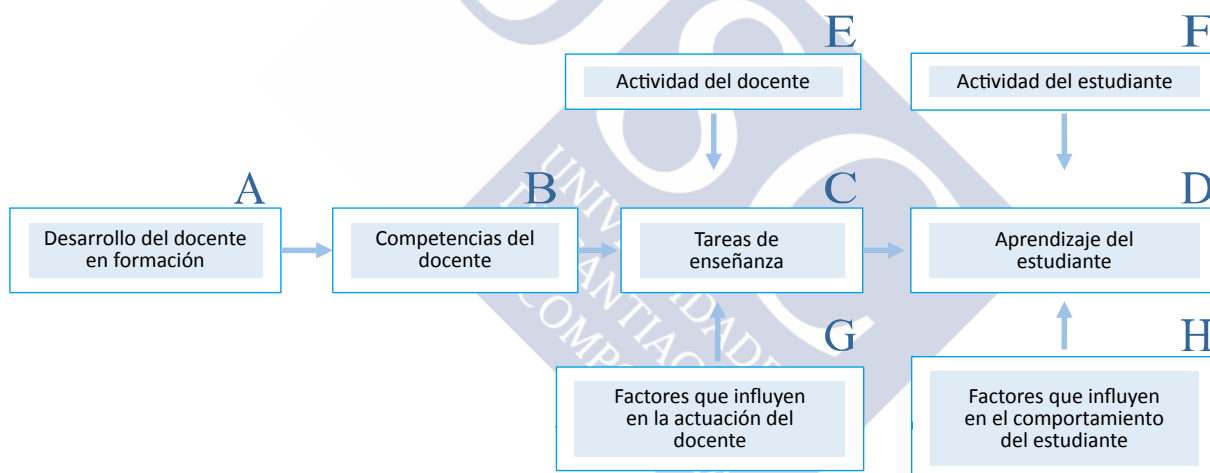 E
Actividad del docente
F
Actividad del estudiante
A
Desarrollo del docente
en formación
B
Competencias del
docente
C
Tareas de
enseñanza
D
Aprendizaje del
estudiante
G
Factores que influyen
en la actuación del
docente
H
Factores que influyen
en el comportamiento
del estudiante